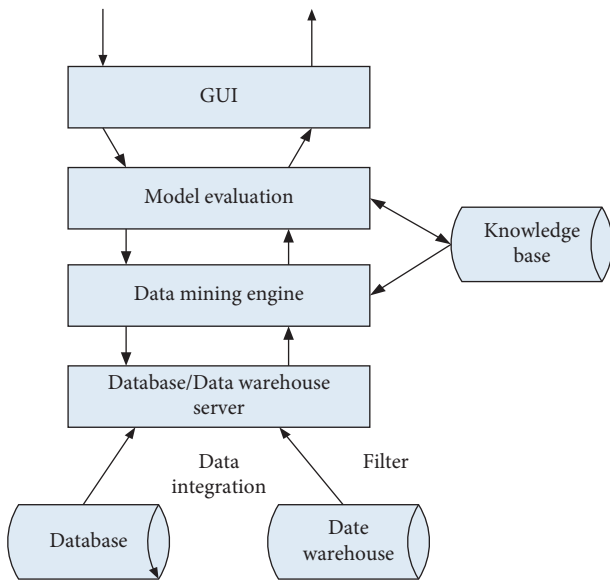 GUI
Model evaluation
Knowledge
base
Data mining engine
Database/Data warehouse
server
Data
integration
Filter
Database
Date
warehouse